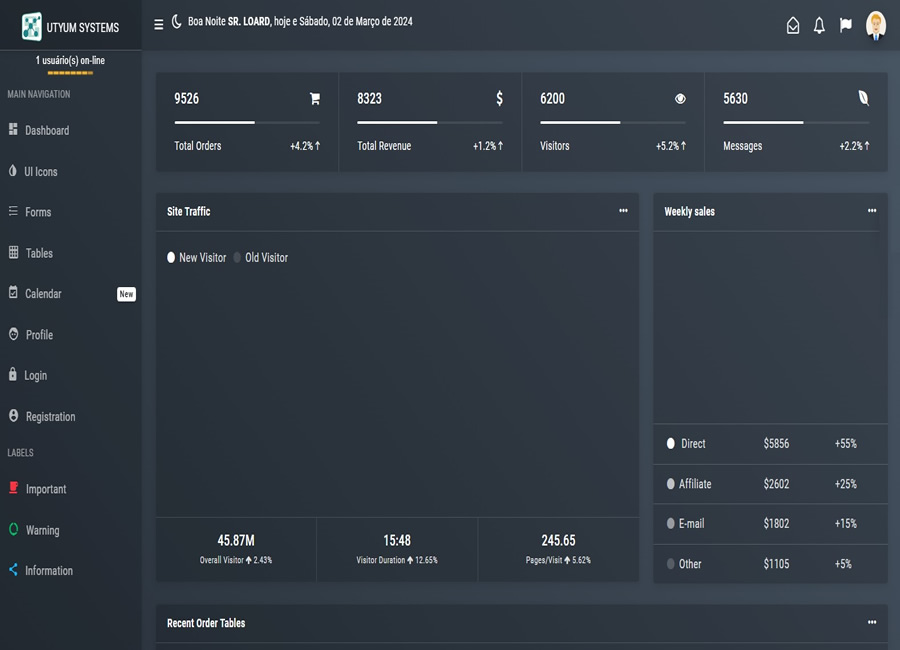 UTYUM SYSTEMS
Boa Noite SR. LOARD, hoje e Sábado, 02 de Março de 2024
1 usuário(s) on-line
MAIN NAVIGATION
Dashboard
UI Icons
Forms
Tables
Calendar New
Profile
Login
Registration
LABELS
Important
Warning
Information
9526
Total Orders +4.2%
8323
Total Revenue +1.2%
6200
Visitors +5.2%
5630
Messages +2.2%
Site Traffic
New Visitor Old Visitor
45.87M
Overall Visitor 2.43%
15:48
Visitor Duration 12.65%
245.65
Pages/Visit 5.62%
Weekly sales
Direct $5856 +55%
Affiliate $2602 +25%
E-mail $1802 +15%
Other $1105 +5%
Recent Order Tables